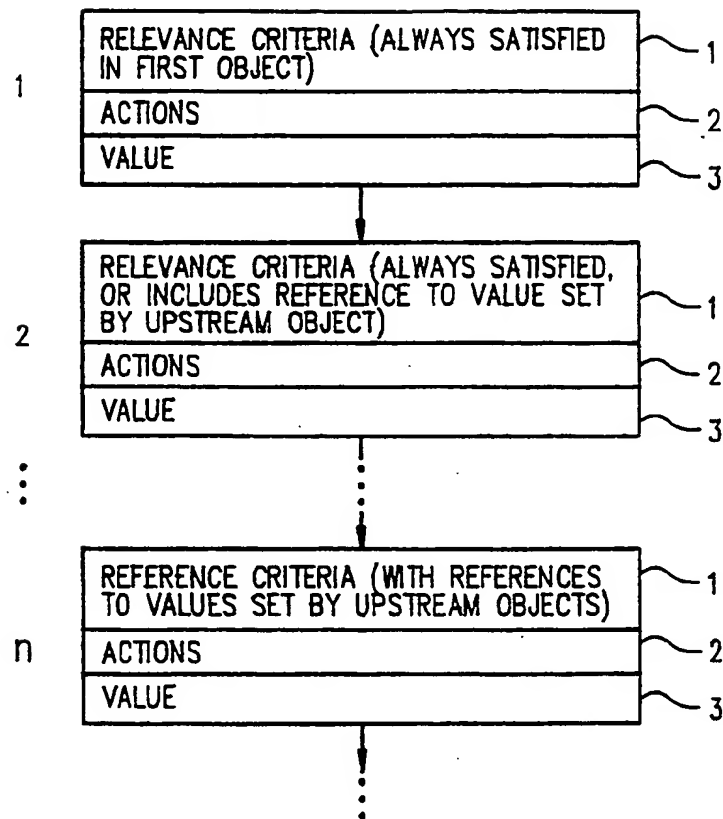 RELEVANCE CRITERIA (ALWAYS SATISFIED
IN FIRST OBJECT)
1
1
ACTIONS
2
VALUE
3
RELEVANCE CRITERIA (ALWAYS SATISFIED,
OR INCLUDES REFERENCE TO VALUE SET
BY UPSTREAM OBJECT)
1
2
ACTIONS
2
VALUE
3
REFERENCE CRITERIA (WITH REFERENCES
TO VALUES SET BY UPSTREAM OBJECTS)
1
n
ACTIONS
2
VALUE
3